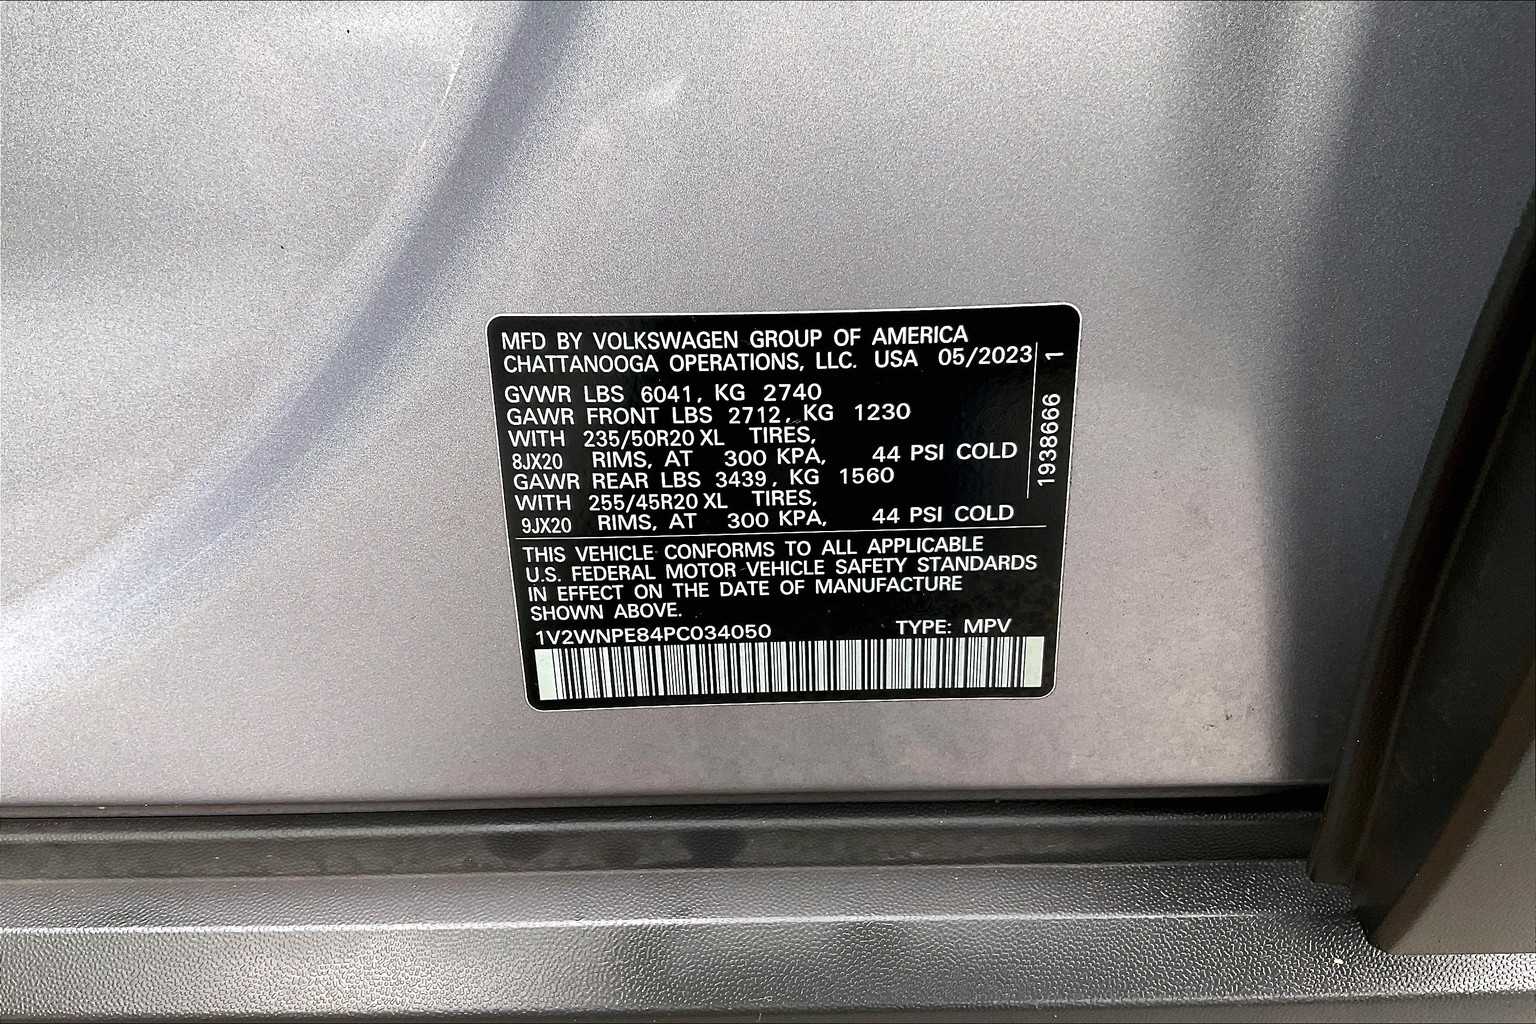 MFD BY VOLKSWAGEN GROUP OF AMERICA
CHATTANOOGA OPERATIONS, LLC. USA 05/2023
GVWR LBS 6041, KG 2740
GAWR FRONT LBS 2712, KG 1230
WITH 235/50R20 XL TIRES,
8JX20 RIMS, AT 300 KPA, 44 PSI COLD
GAWR REAR LBS 3439, KG 1560
WITH 255/45R20 XL TIRES,
9JX20 RIMS, AT 300 KPA, 44 PSI COLD
THIS VEHICLE CONFORMS TO ALL APPLICABLE
U.S. FEDERAL MOTOR VEHICLE SAFETY STANDARDS
IN EFFECT ON THE DATE OF MANUFACTURE
SHOWN ABOVE.
1V2WNPE84PC034050 TYPE: MPV
1938666 1